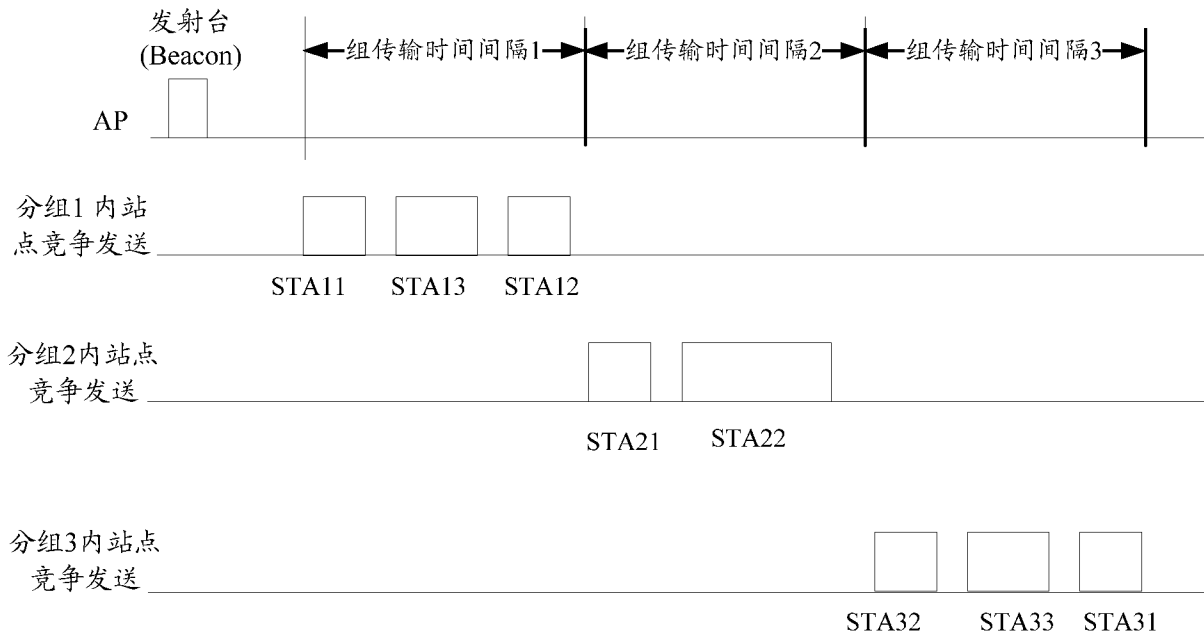 发射台
(Beacon)
组传输时间间隔1
组传输时间间隔2
组传输时间间隔3
AP
分组1 内站
点竞争发送
STA11
STA13
STA12
分组2内站点
竞争发送
STA21
STA22
分组3内站点
竞争发送
STA32
STA33
STA31